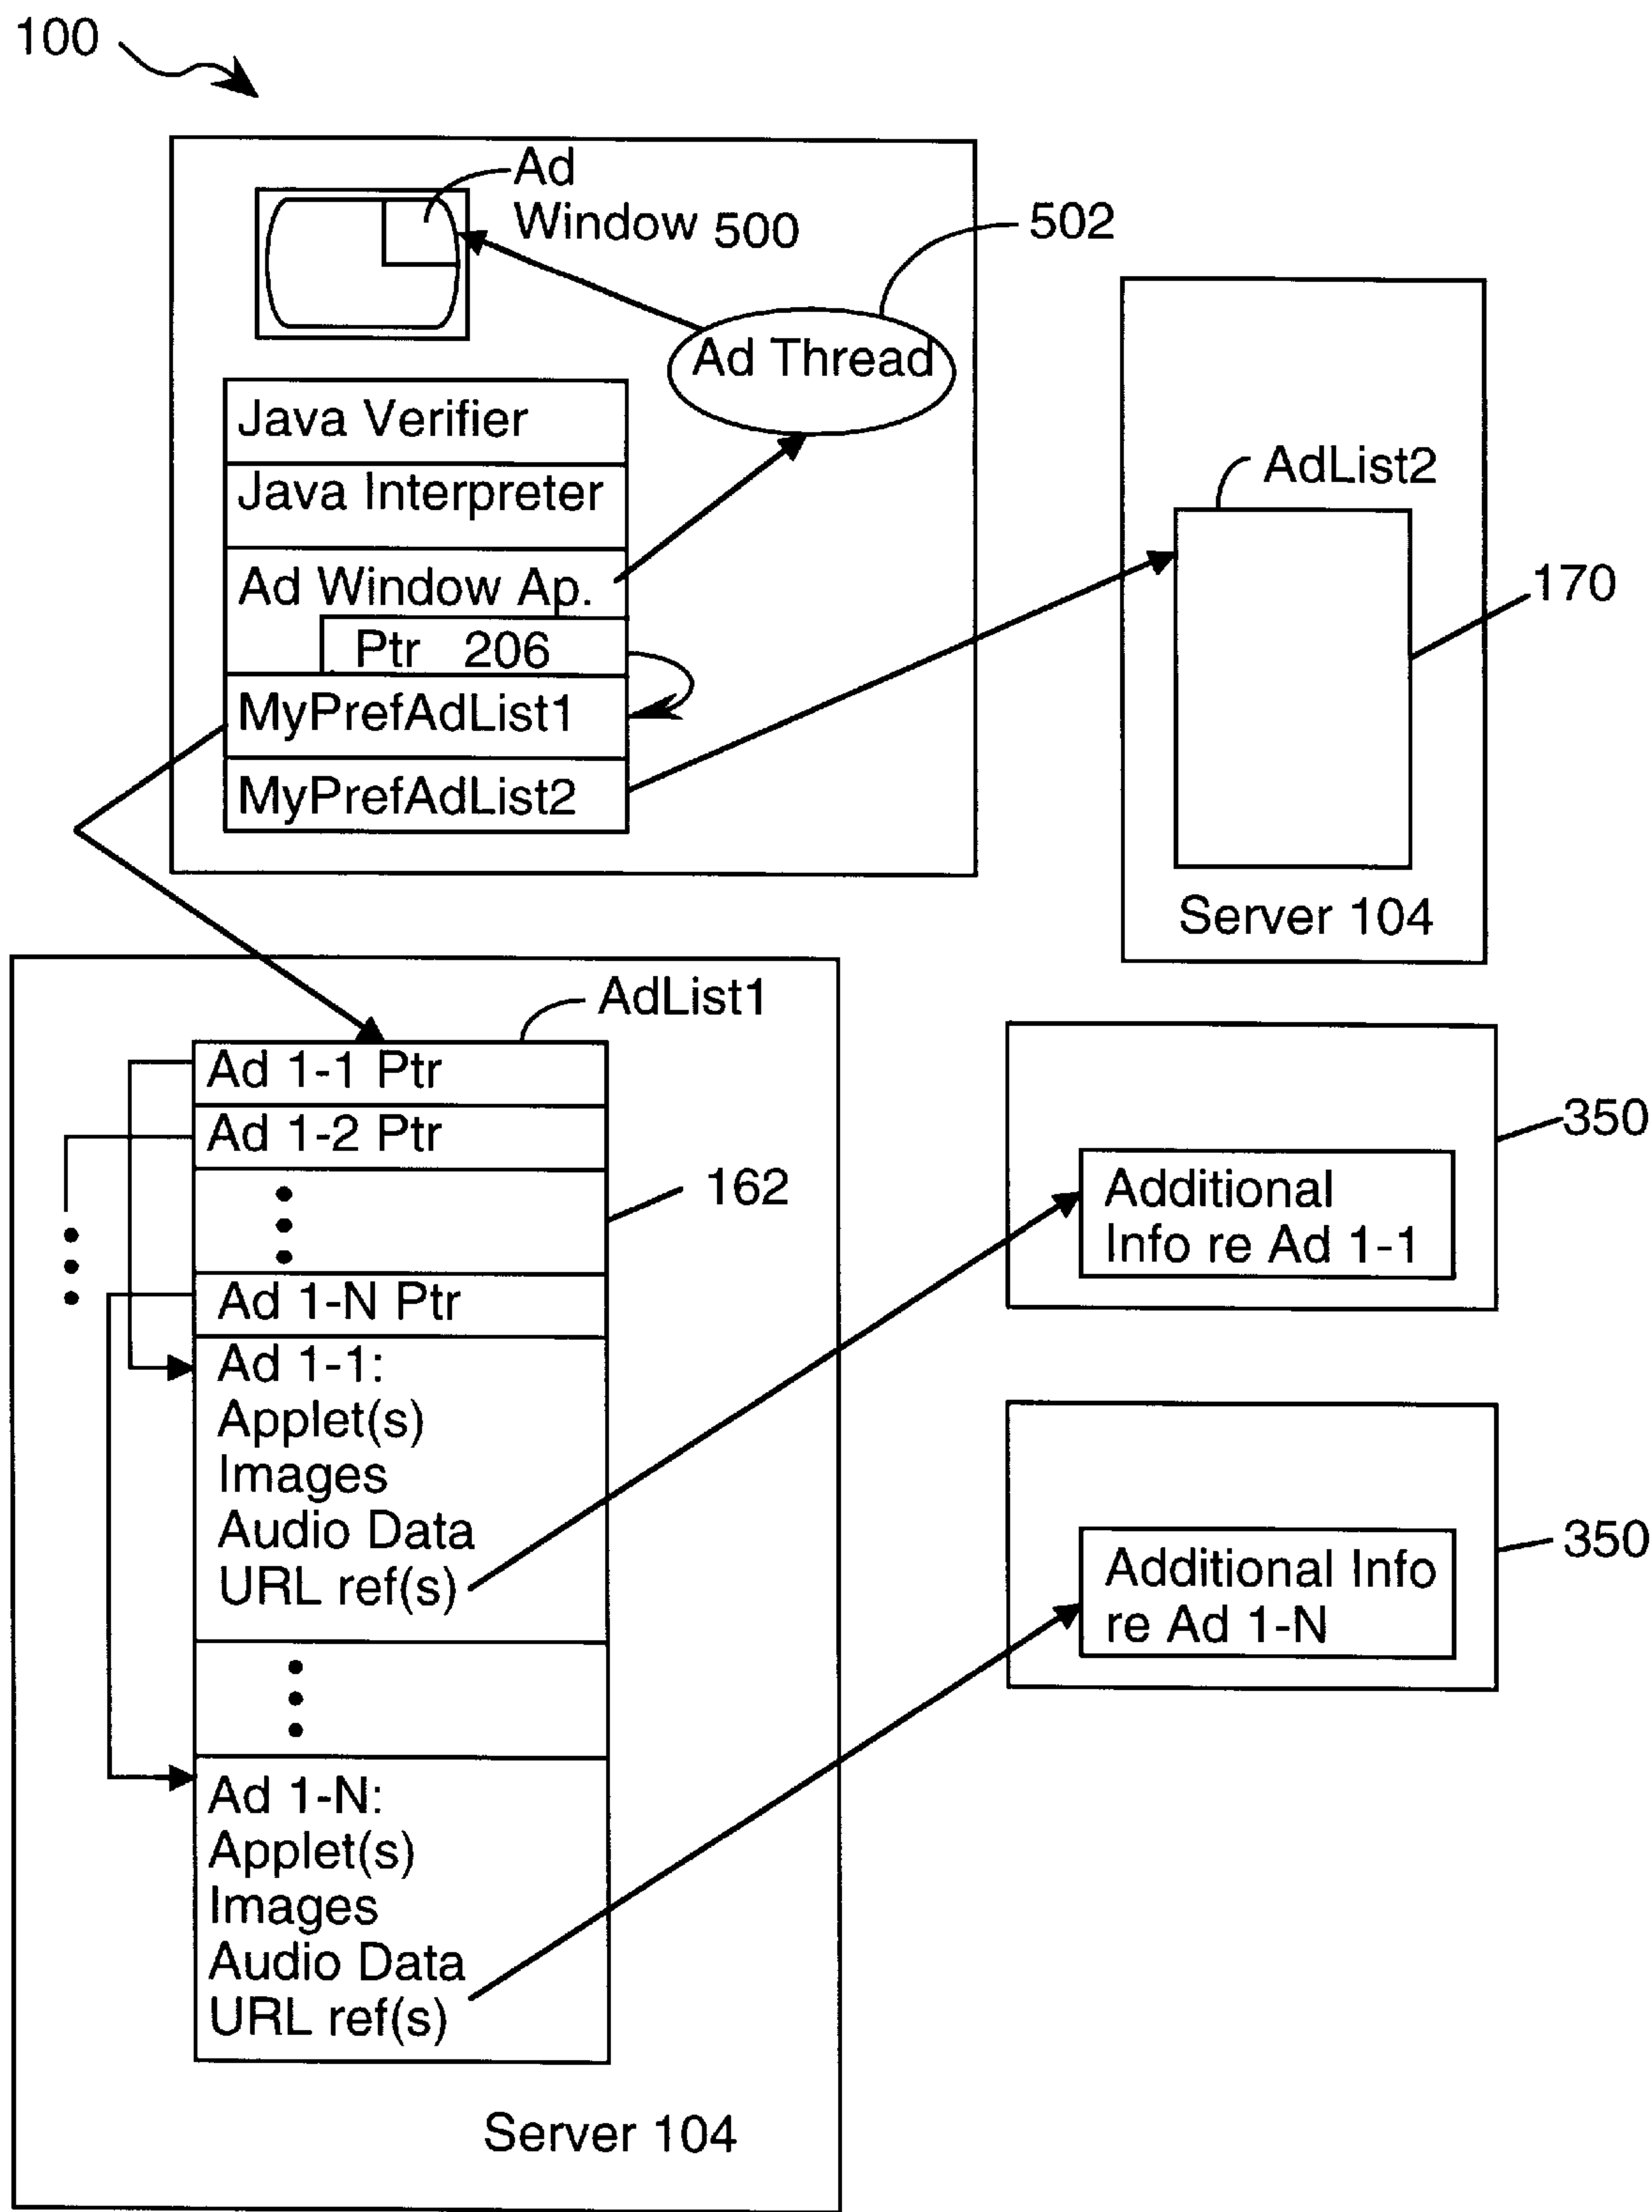 100
Ad
Window 500
502
Ad Thread
Java Verifier
Java Interpreter
Ad Window Ap.
Ptr 206
MyPrefAdList1
MyPrefAdList2
AdList2
170
Server 104
AdList1
Ad 1-1 Ptr
Ad 1-2 Ptr
162
Ad 1-N Ptr
Ad 1-1:
Applet(s)
Images
Audio Data
URL ref(s)
Ad 1-N:
Applet(s)
Images
Audio Data
URL ref(s)
Server 104
350
Additional
Info re Ad 1-1
350
Additional Info
re Ad 1-N